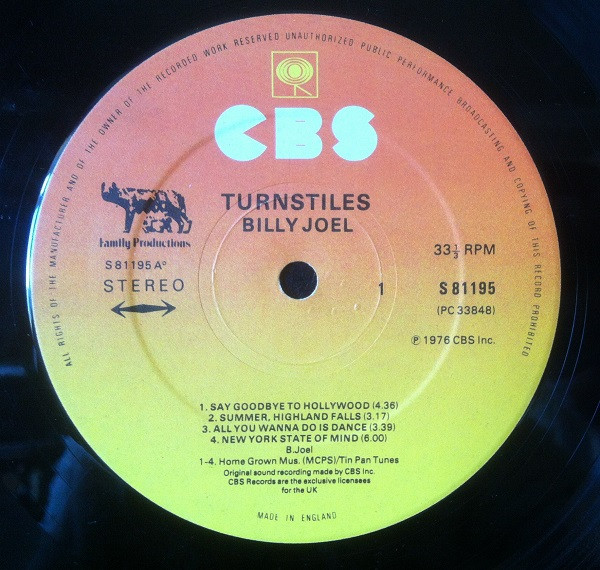 ALL RIGHTS OF THE MANUFACTURER AND OF THE OWNER OF THE RECORDED WORK RESERVED UNAUTHORIZED PUBLIC PERFORMANCE BROADCASTING AND COPYING OF THIS RECORD PROHIBITED
CBS
TURNSTILES
BILLY JOEL
Family Productions
S 81195 Aº
STEREO
33⅓ RPM
1
S 81195
(PC 33848)
℗ 1976 CBS Inc.
1. SAY GOODBYE TO HOLLYWOOD (4.36)
2. SUMMER, HIGHLAND FALLS (3.17)
3. ALL YOU WANNA DO IS DANCE (3.39)
4. NEW YORK STATE OF MIND (6.00)
B.Joel
1-4. Home Grown Mus. (MCPS)/Tin Pan Tunes
Original sound recording made by CBS Inc.
CBS Records are the exclusive licensees
for the UK
MADE IN ENGLAND